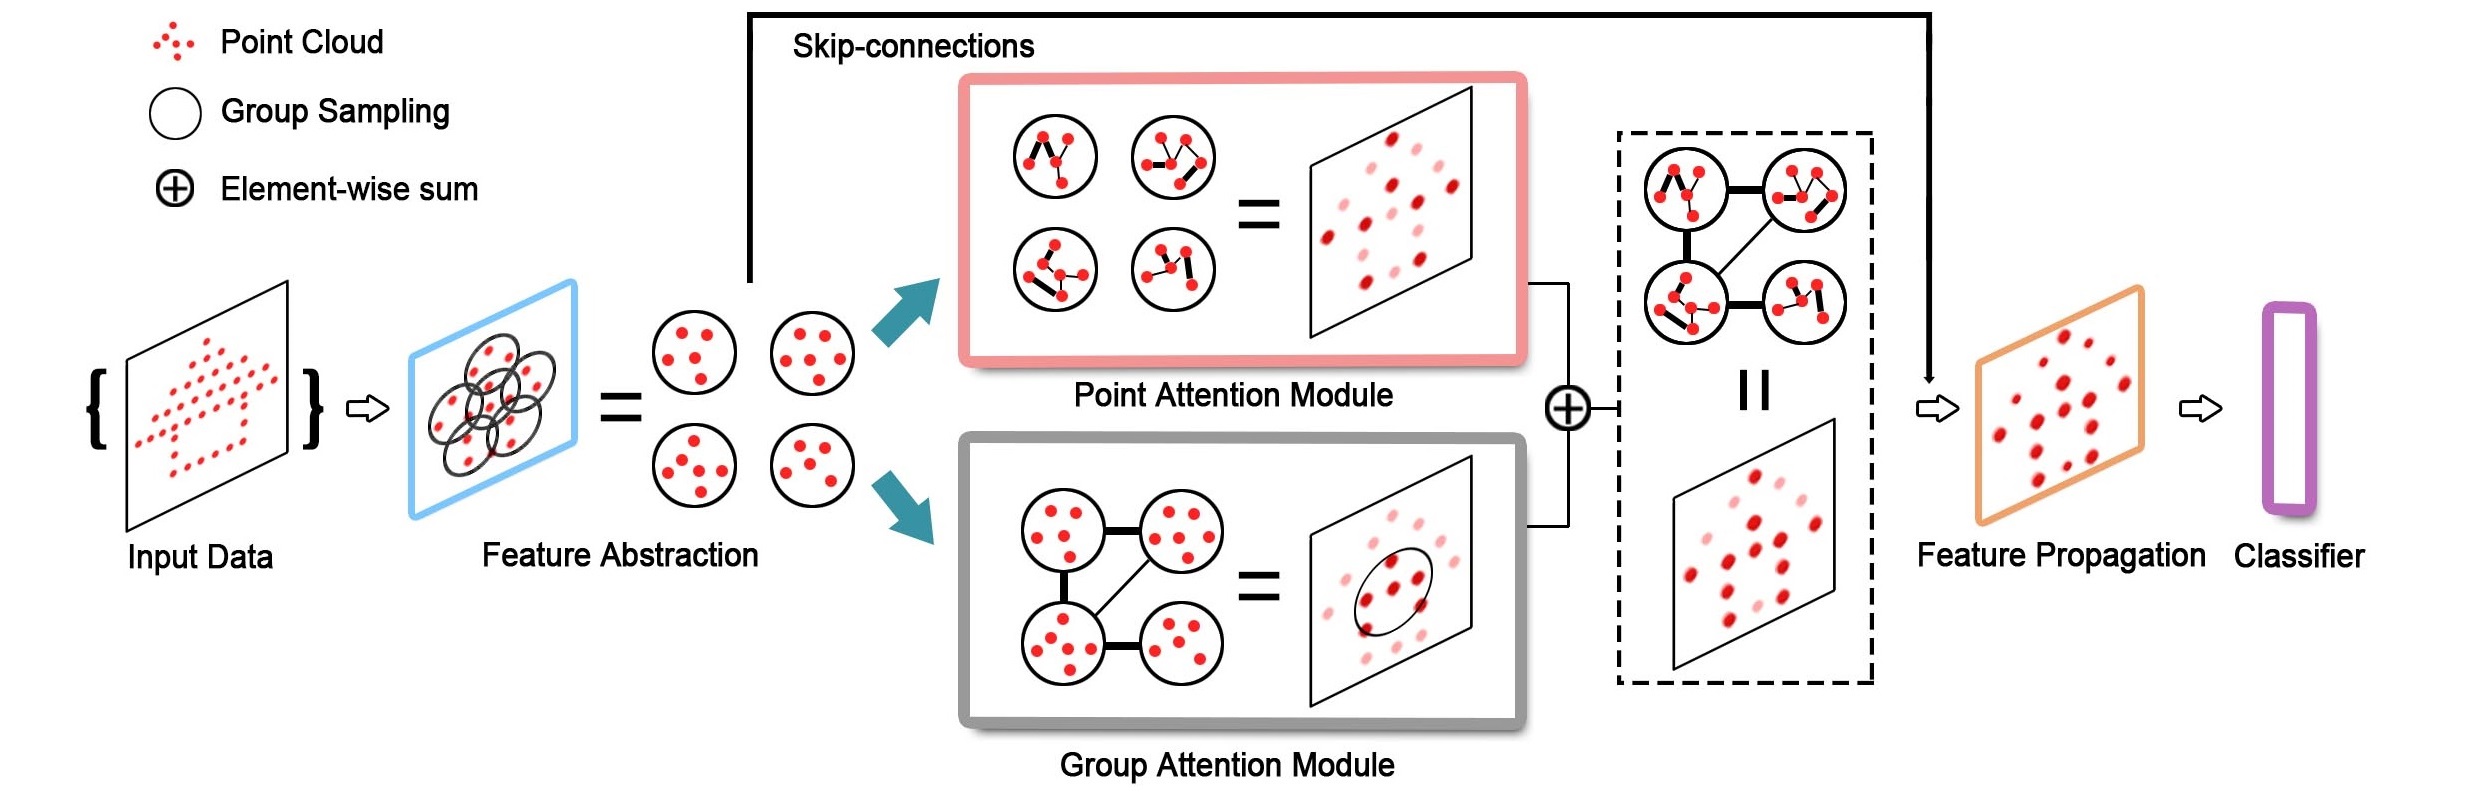 Point Cloud
Group Sampling
Element-wise sum
Skip-connections
Point Attention Module
Input Data
Feature Abstraction
Feature Propagation
Classifier
Group Attention Module